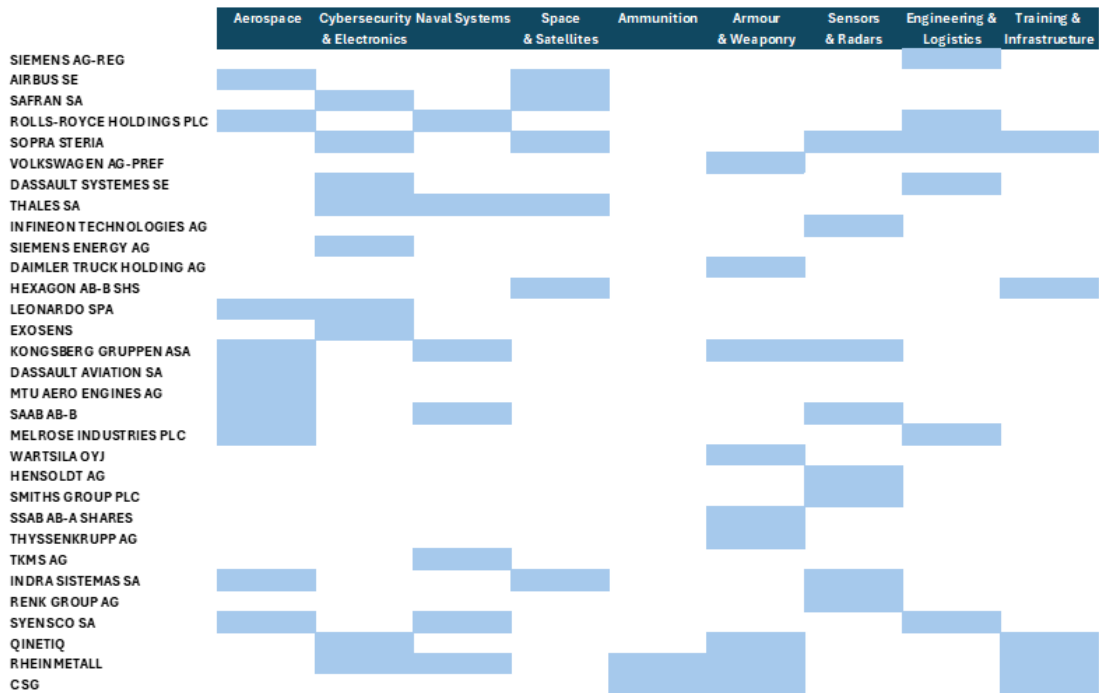 Aerospace Cybersecurity Naval Systems Space Ammunition Armour Sensors Engineering & Training &
& Electronics & Satellites & Weaponry & Radars Logistics Infrastructure
SIEMENS AG-REG
AIRBUS SE
SAFRAN SA
ROLLS-ROYCE HOLDINGS PLC
SOPRA STERIA
VOLKSWAGEN AG-PREF
DASSAULT SYSTEMES SE
THALES SA
INFINEON TECHNOLOGIES AG
SIEMENS ENERGY AG
DAIMLER TRUCK HOLDING AG
HEXAGON AB-B SHS
LEONARDO SPA
EXOSENS
KONGSBERG GRUPPEN ASA
DASSAULT AVIATION SA
MTU AERO ENGINES AG
SAAB AB-B
MELROSE INDUSTRIES PLC
WARTSILA OYJ
HENSOLDT AG
SMITHS GROUP PLC
SSAB AB-A SHARES
THYSSENKRUPP AG
TKMS AG
INDRA SISTEMAS SA
RENK GROUP AG
SYENSCO SA
QINETIQ
RHEINMETALL
CSG